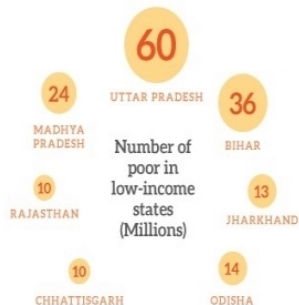 60
UTTAR PRADESH
24
MADHYA
PRADESH
36
BIHAR
Number of
poor in
low-income
states
(Millions)
10
RAJASTHAN
13
JHARKHAND
10
CHHATTISGARH
14
ODISHA